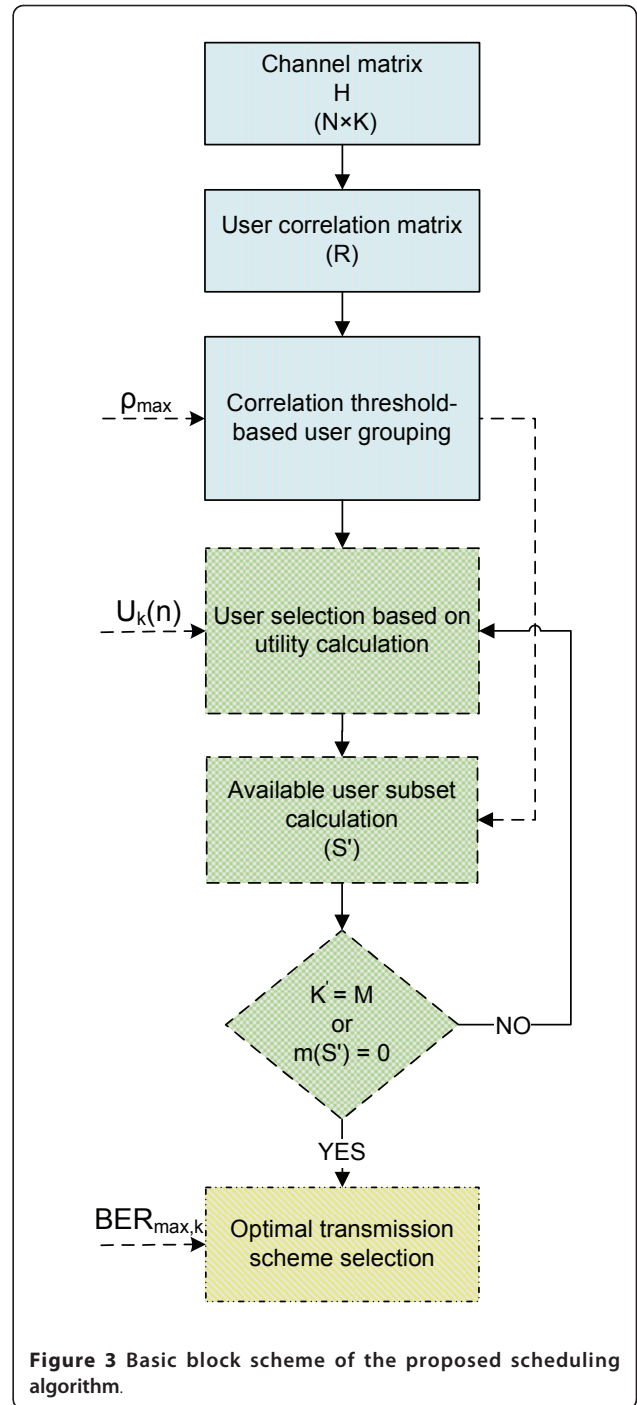 Channel matrix
H
(N×K)
User correlation matrix
(R)
ρmax
Correlation threshold-
based user grouping
Uk(n)
User selection based on
utility calculation
Available user subset
calculation
(S')
K' = M
or
m(S') = 0
NO
YES
BERmax,k
Optimal transmission
scheme selection
Figure 3 Basic block scheme of the proposed scheduling
algorithm.